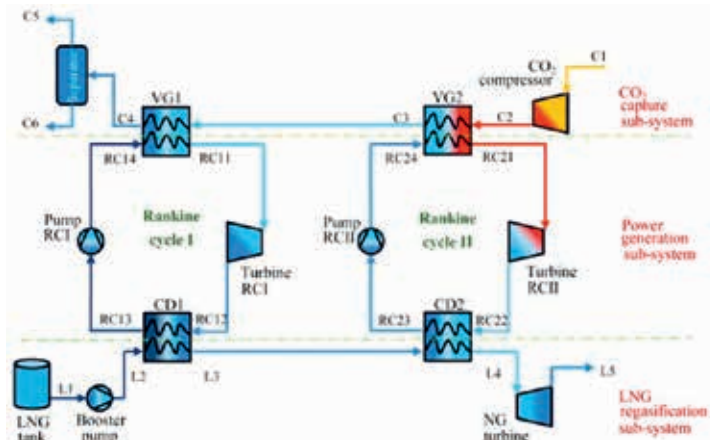 C5
C1
CO₂
compressor
Separator
VG1
VG2
CO₂
capture
sub-system
C6
C4
C3
C2
RC14
RC11
RC24
RC21
Pump
RCI
Rankine
cycle I
Turbine
RCI
Pump
RCII
Rankine
cycle II
Turbine
RCII
Power
generation
sub-system
RC13
CD1
RC12
RC23
CD2
RC22
L1
L2
L3
L4
L5
LNG
tank
Booster
pump
NG
turbine
LNG
regasification
sub-system